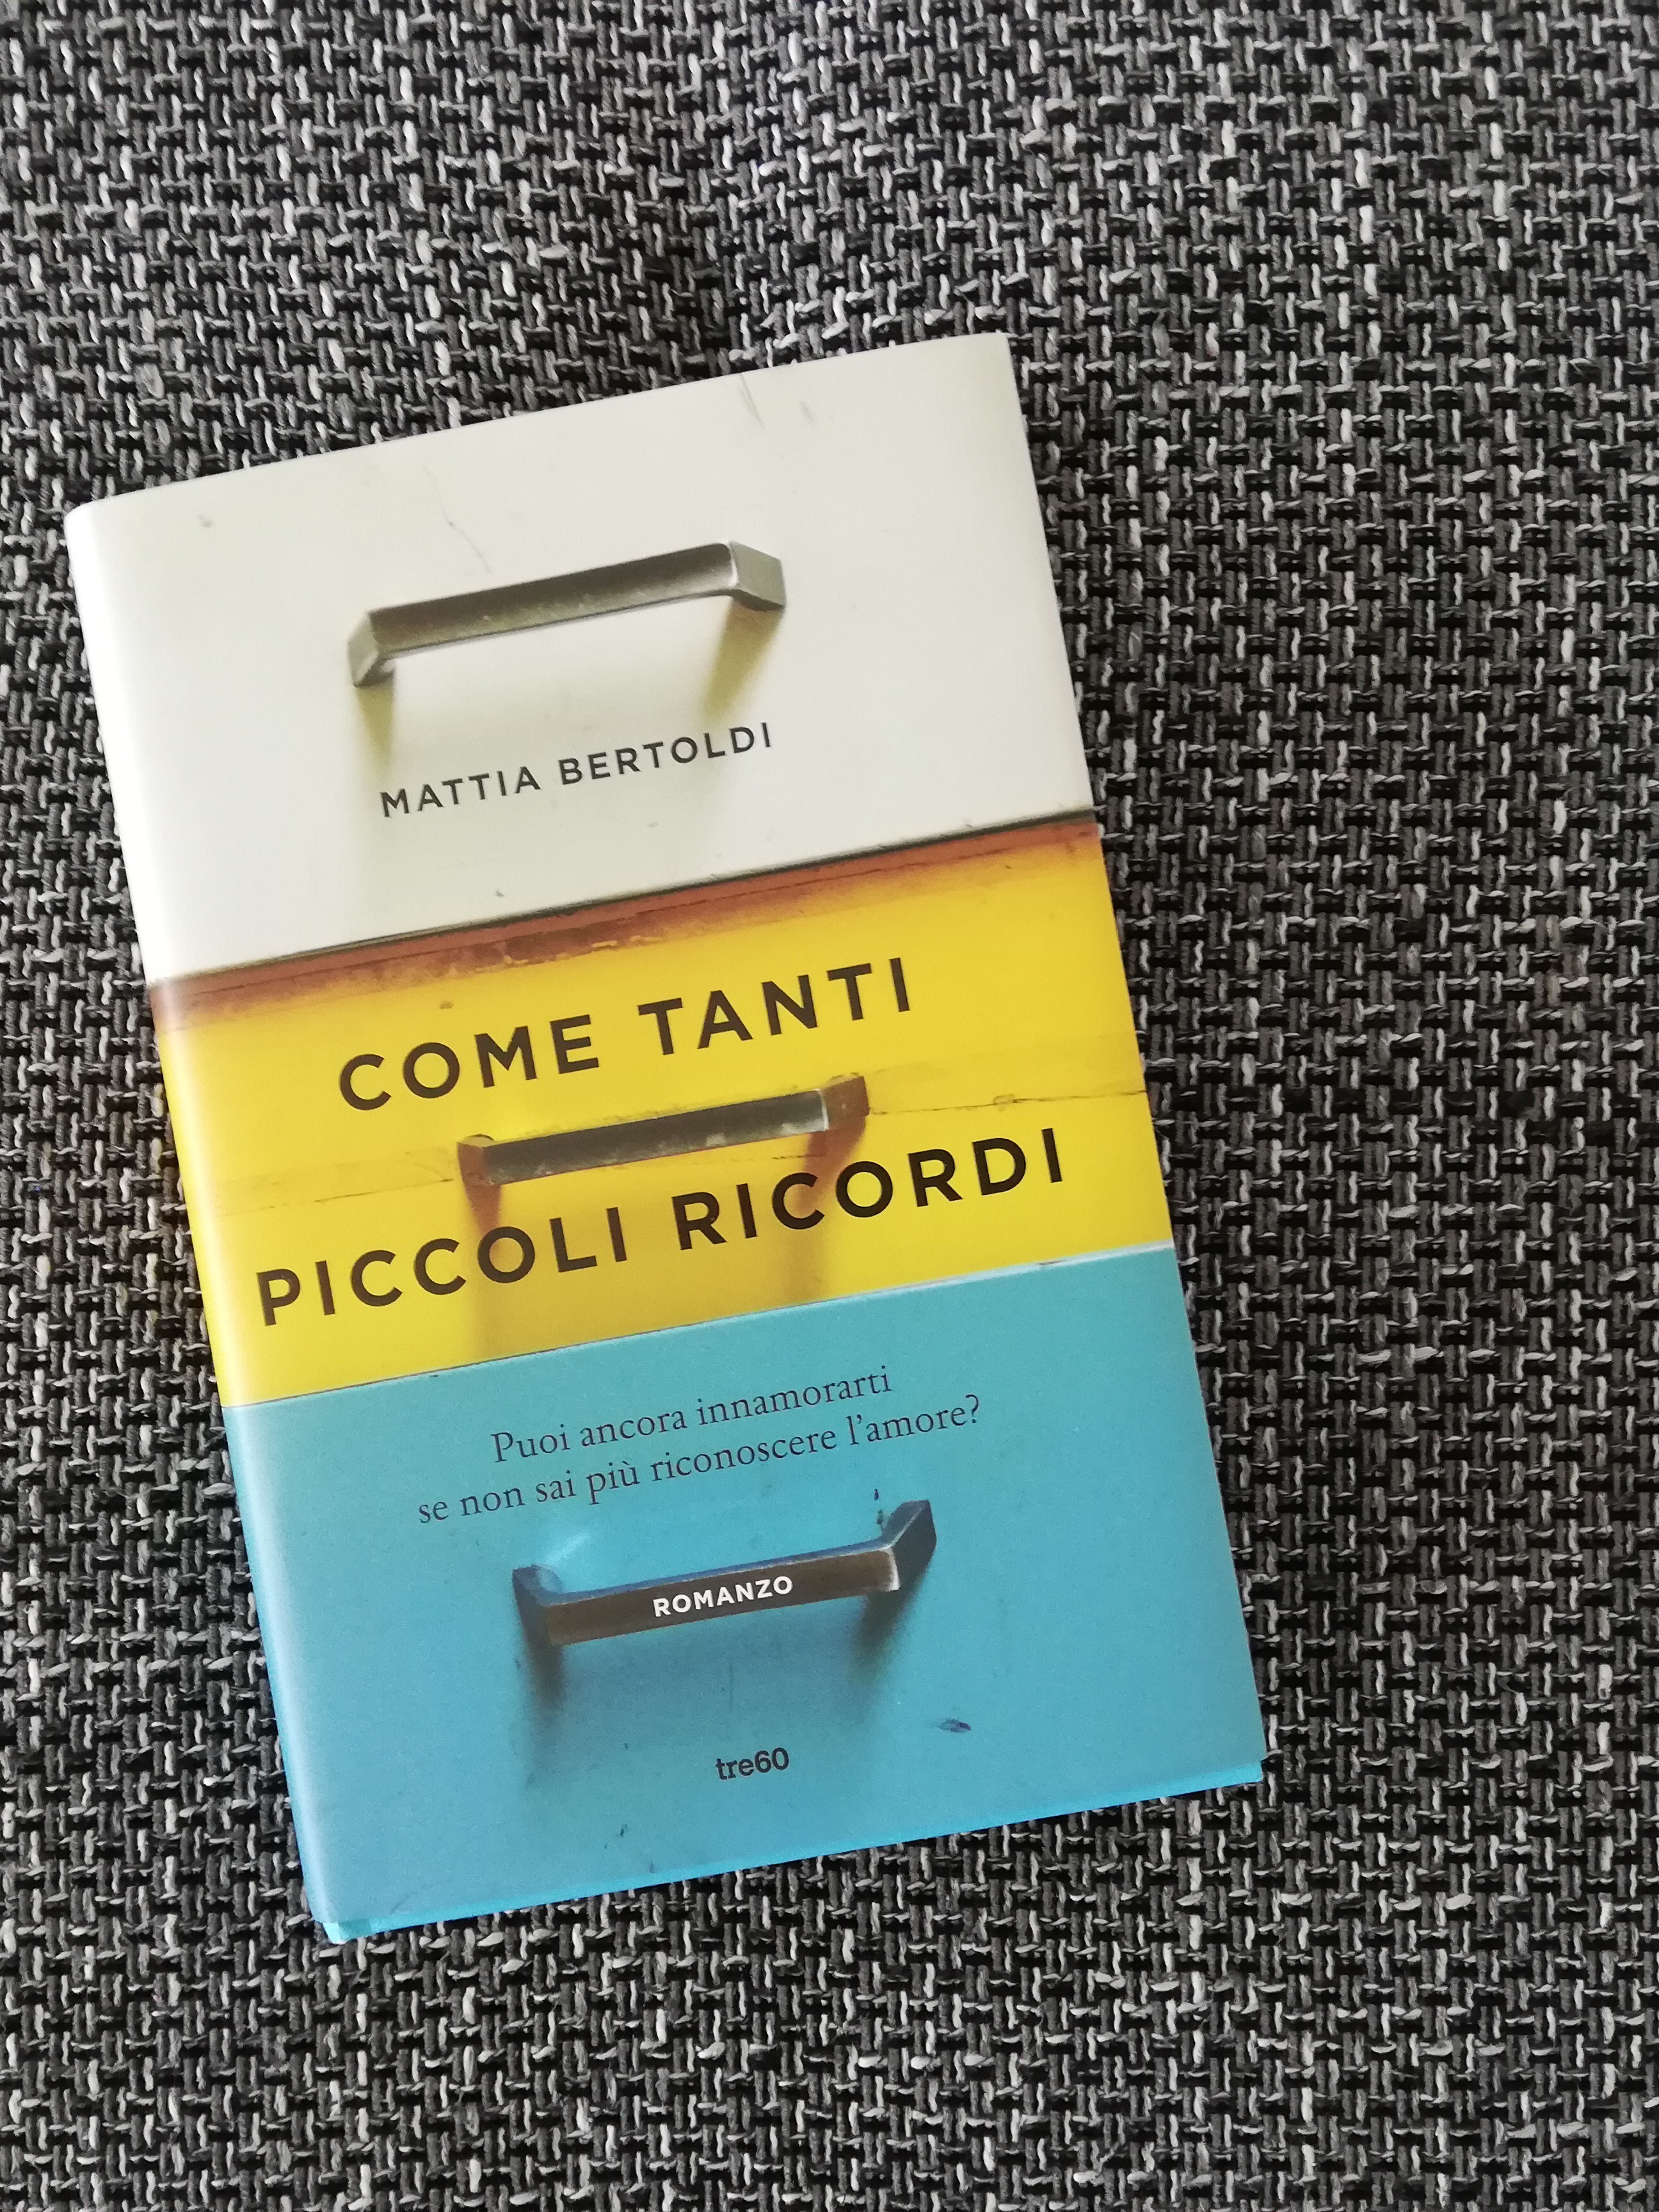 MATTIA BERTOLDI
COME TANTI
PICCOLI RICORDI
Puoi ancora innamorarti
se non sai più riconoscere l'amore?
ROMANZO
tre60